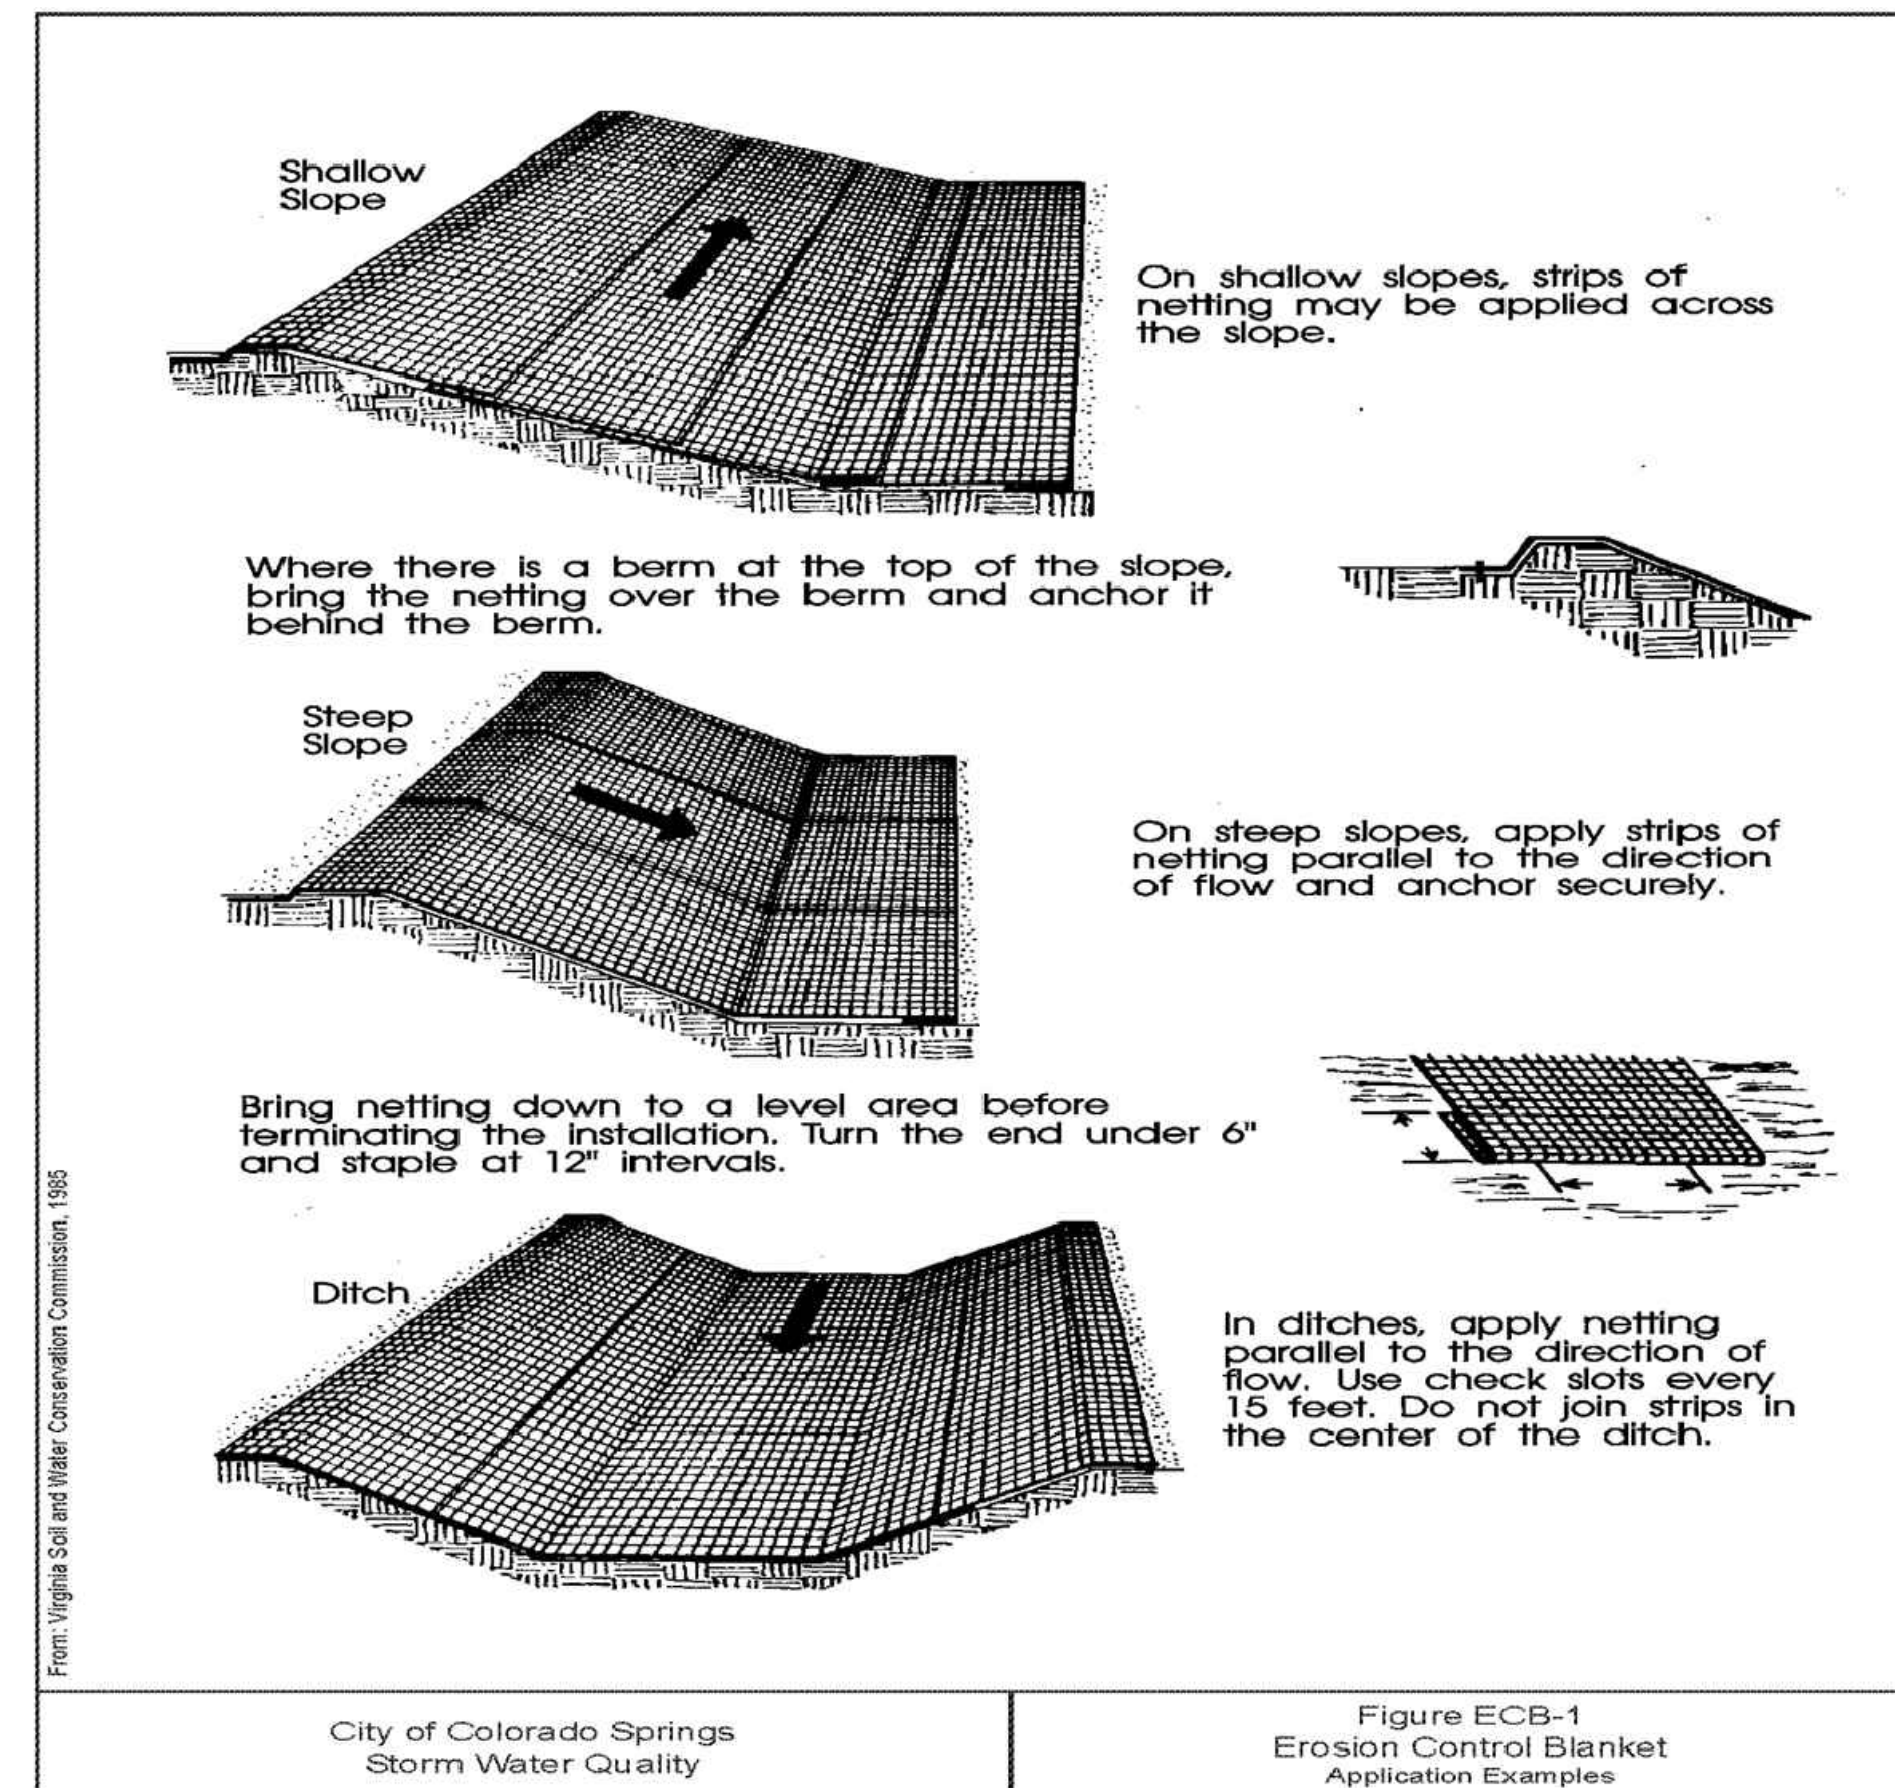 Shallow
Slope
On shallow slopes, strips of
netting may be applied across
the slope.
Where there is a berm at the top of the slope,
bring the netting over the berm and anchor it
behind the berm.
Steep
Slope
On steep slopes, apply strips of
netting parallel to the direction
of flow and anchor securely.
Bring netting down to a level area before
terminating the installation. Turn the end under 6"
and staple at 12" intervals.
Ditch
In ditches, apply netting
parallel to the direction of
flow. Use check slots every
15 feet. Do not join strips in
the center of the ditch.
From: Virginia Soil and Water Conservation Commission, 1985
City of Colorado Springs
Storm Water Quality
Figure ECB-1
Erosion Control Blanket
Application Examples